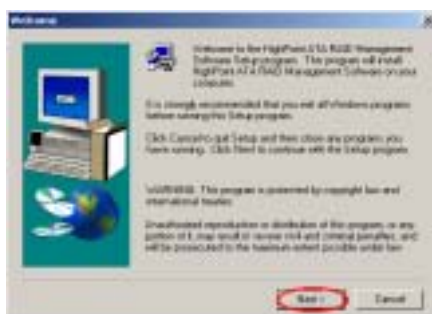 Welcome
Welcome to the HighPoint ATA RAID Management
Software Setup program. This program will install
HighPoint ATA RAID Management Software on your
computer.
It is strongly recommended that you exit all Windows programs
before running this Setup program.
Click Cancel to quit Setup and then close any programs you
have running. Click Next to continue with the Setup program.
WARNING: This program is protected by copyright law and
international treaties.
Unauthorized reproduction or distribution of this program, or any
portion of it, may result in severe civil and criminal penalties, and
will be prosecuted to the maximum extent possible under law.
Next >
Cancel